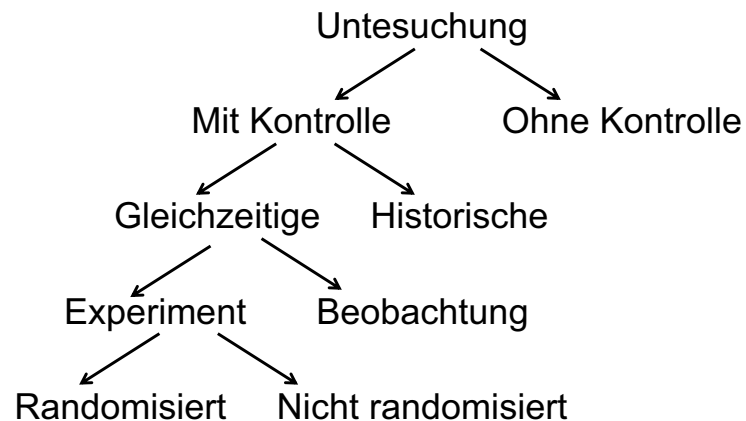 Untesuchung
Mit Kontrolle Ohne Kontrolle
Gleichzeitige Historische
Experiment Beobachtung
Randomisiert Nicht randomisiert